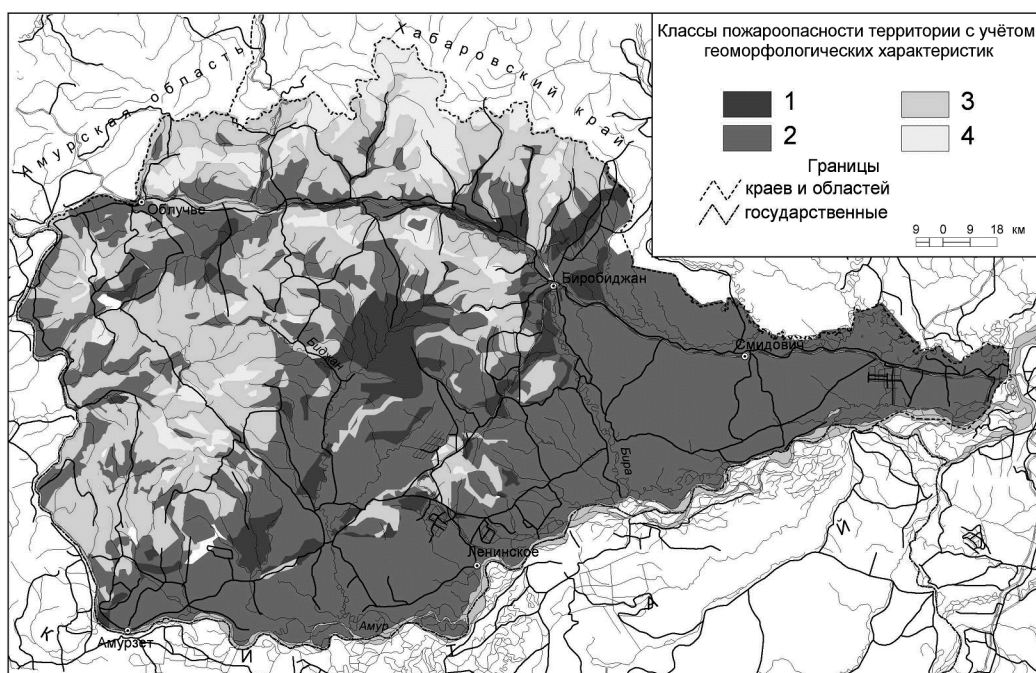 Классы пожароопасности территории с учётом
геоморфологических характеристик
1
2
3
4
Границы
краев и областей
государственные
9 0 9 18 км
Амурская область
Хабаровский край
Облучье
Биробиджан
Смидович
Биджан
Бира
Ленинское
Амурзет
Амур
К И Т А Й